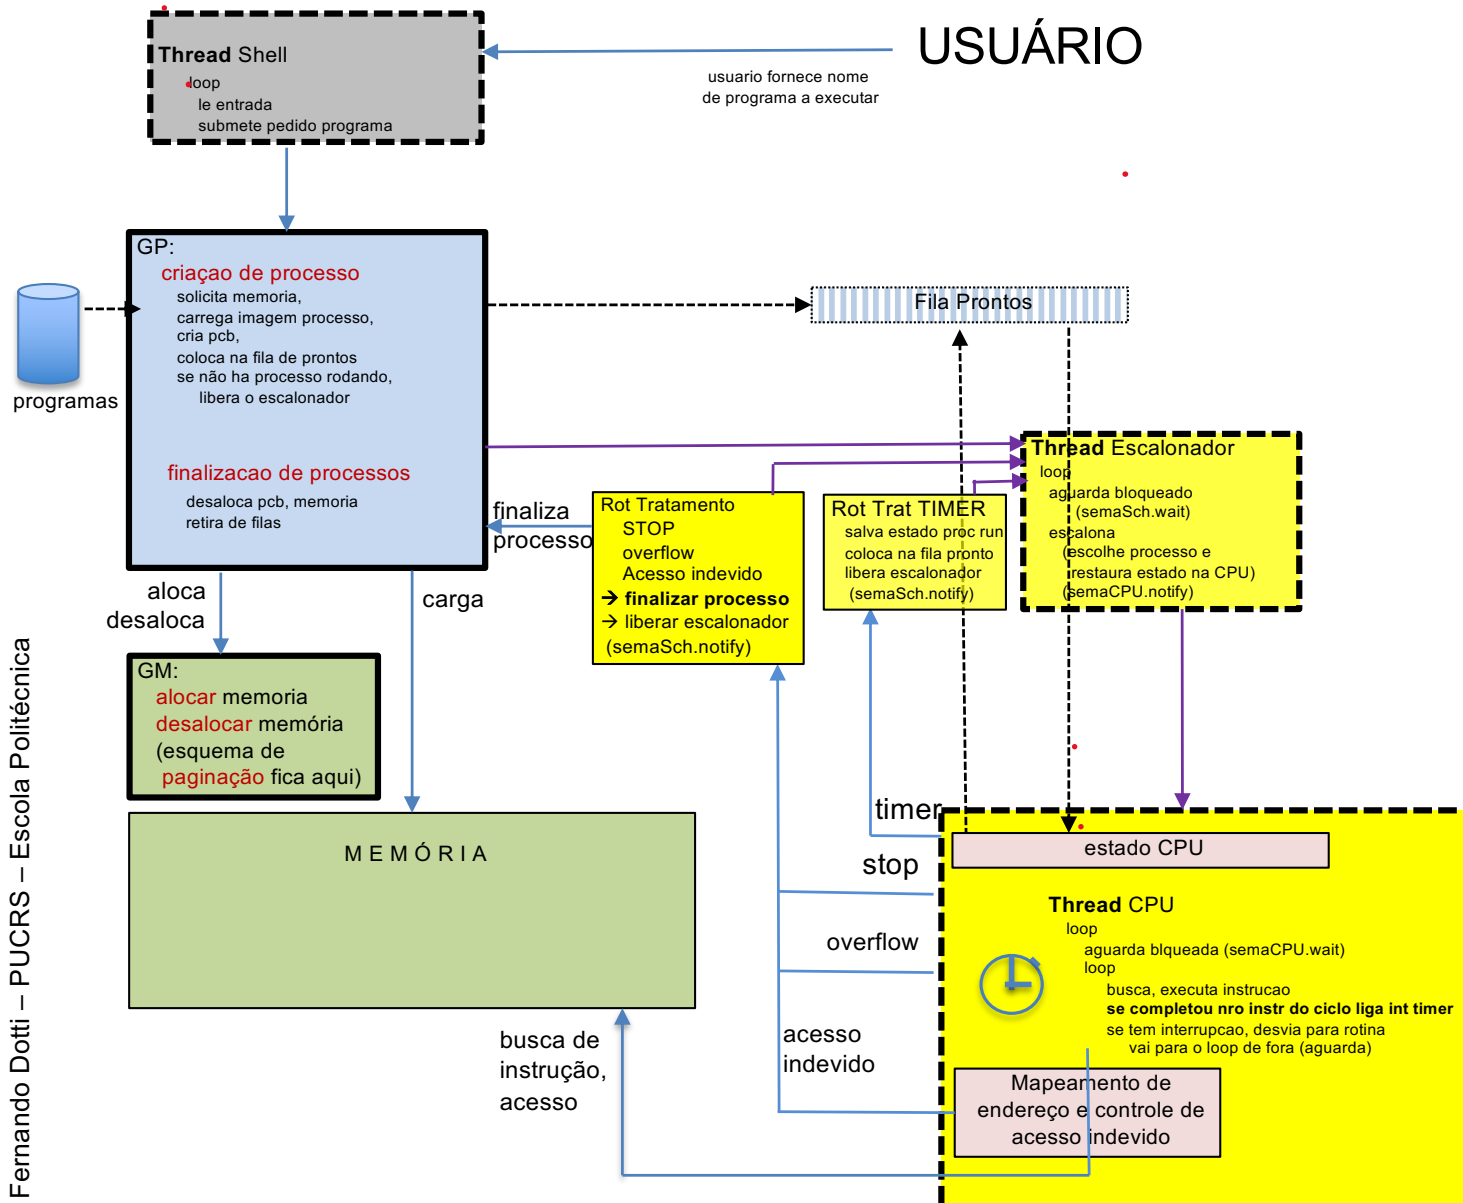 USUÁRIO
Thread Shell
loop
le entrada
submete pedido programa
usuario fornece nome
de programa a executar
GP:
criaçao de processo
solicita memoria,
carrega imagem processo,
cria pcb,
coloca na fila de prontos
se não ha processo rodando,
libera o escalonador
finalizacao de processos
desaloca pcb, memoria
retira de filas
programas
Fila Prontos
Thread Escalonador
loop
aguarda bloqueado
(semaSch.wait)
escalona
(escolhe processo e
restaura estado na CPU)
(semaCPU.notify)
finaliza
processo
Rot Tratamento
STOP
overflow
Acesso indevido
→ finalizar processo
→ liberar escalonador
(semaSch.notify)
Rot Trat TIMER
salva estado proc run
coloca na fila pronto
libera escalonador
(semaSch.notify)
aloca
desaloca
carga
GM:
alocar memoria
desalocar memória
(esquema de
paginação fica aqui)
MEMÓRIA
timer
stop
overflow
acesso
indevido
busca de
instrução,
acesso
estado CPU
Thread CPU
loop
aguarda blqueada (semaCPU.wait)
loop
busca, executa instrucao
se completou nro instr do ciclo liga int timer
se tem interrupcao, desvia para rotina
vai para o loop de fora (aguarda)
Mapeamento de
endereço e controle de
acesso indevido
Fernando Dotti – PUCRS – Escola Politécnica